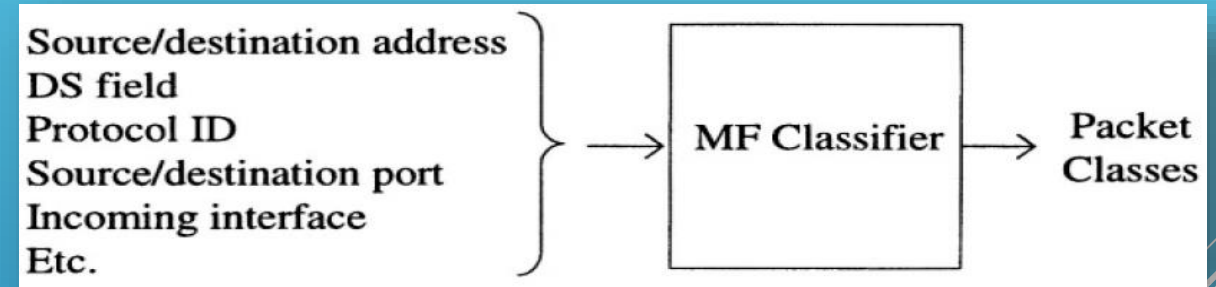 Source/destination address
DS field
Protocol ID
Source/destination port
Incoming interface
Etc.
MF Classifier
Packet
Classes